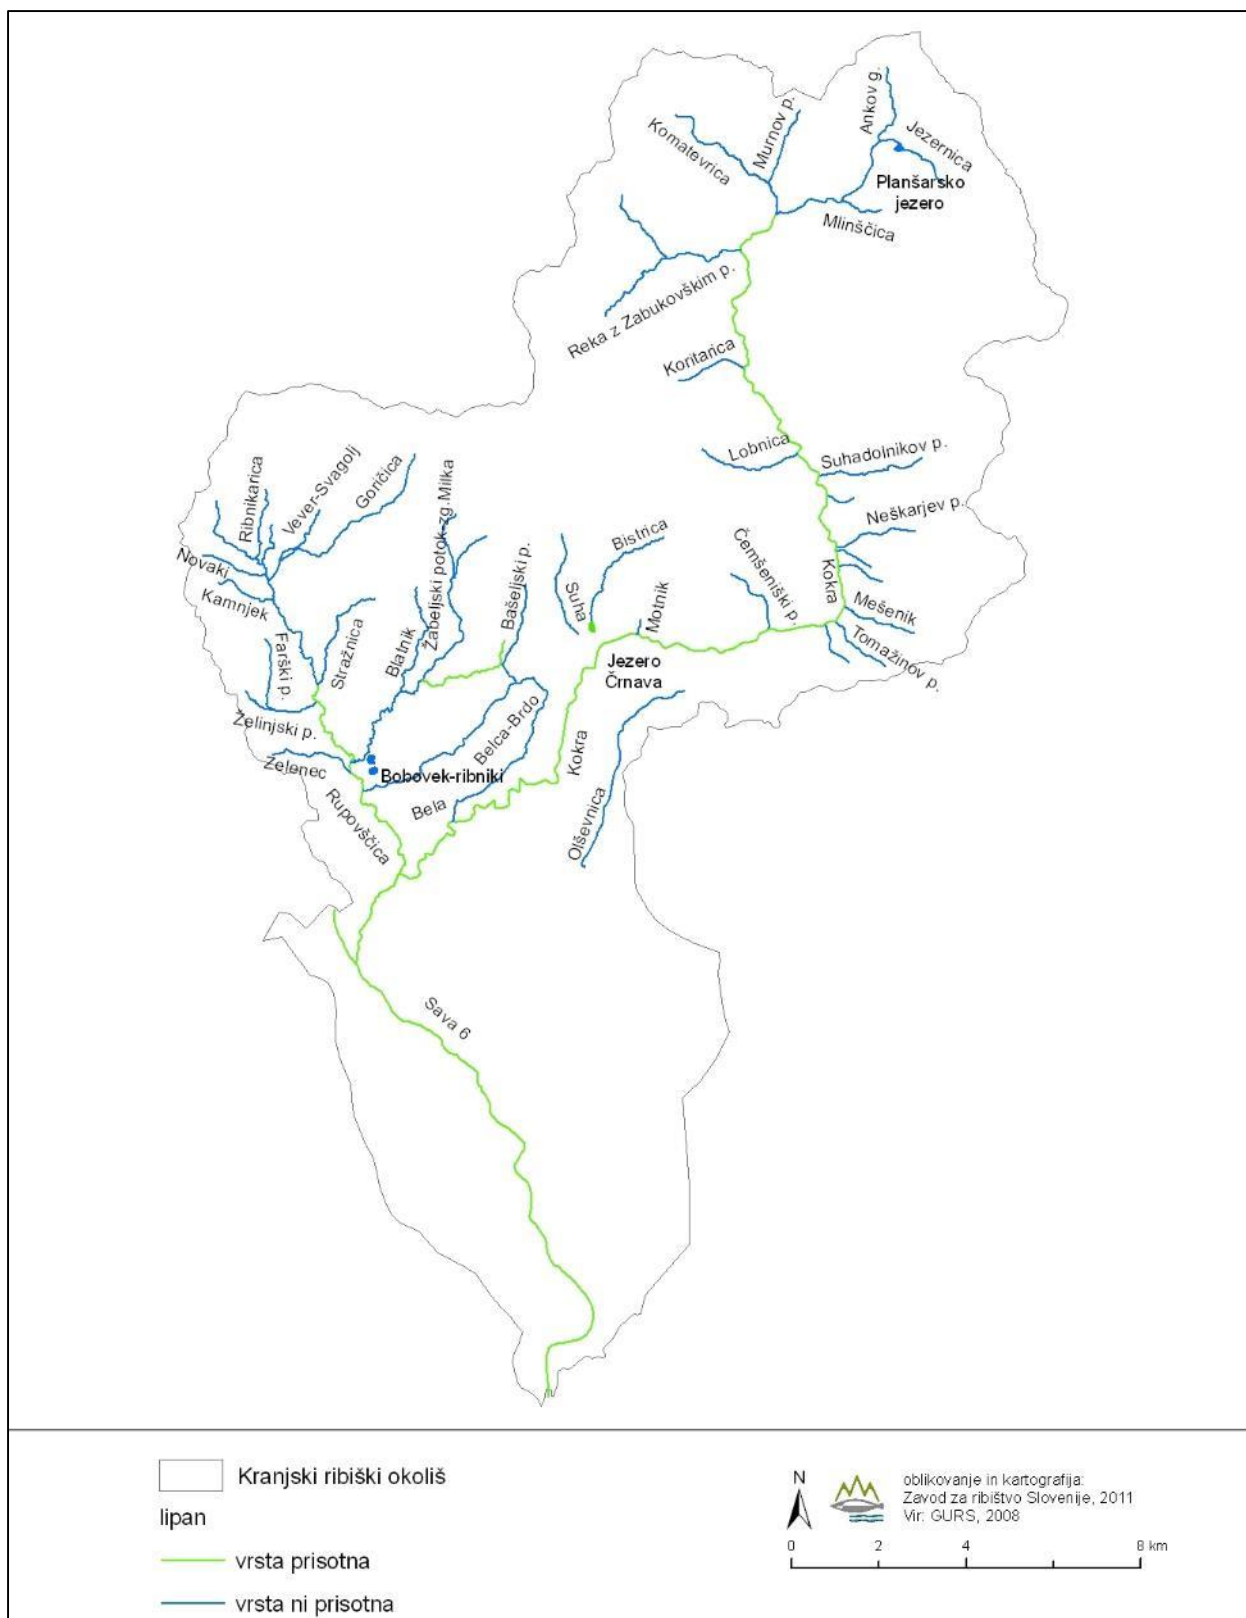 Ankov g.
Jezernica
Murnov p.
Komatevrica
Planšarsko
jezero
Mlinščica
Reka z Zabukovškim p.
Koritarica
Lobnica
Suhadolnikov p.
Neškarjev p.
Ribnikarica
Vever-Svagolj
Goričica
Žabeljski potok-zg.Milka
Bašeljski p.
Bistrica
Suha
Čemšeniški p.
Kokra
Mešenik
Tomažinov p.
Novaki
Kamnjek
Farški p.
Stražnica
Blatnik
Motnik
Jezero
Črnava
Želinjski p.
Zelenec
Bobovek-ribniki
Belca-Brdo
Kokra
Bela
Olševnica
Rupovščica
Sava 6
Kranjski ribiški okoliš
lipan
vrsta prisotna
vrsta ni prisotna
N
oblikovanje in kartografija:
Zavod za ribištvo Slovenije, 2011
Vir: GURS, 2008
0 2 4 8 km